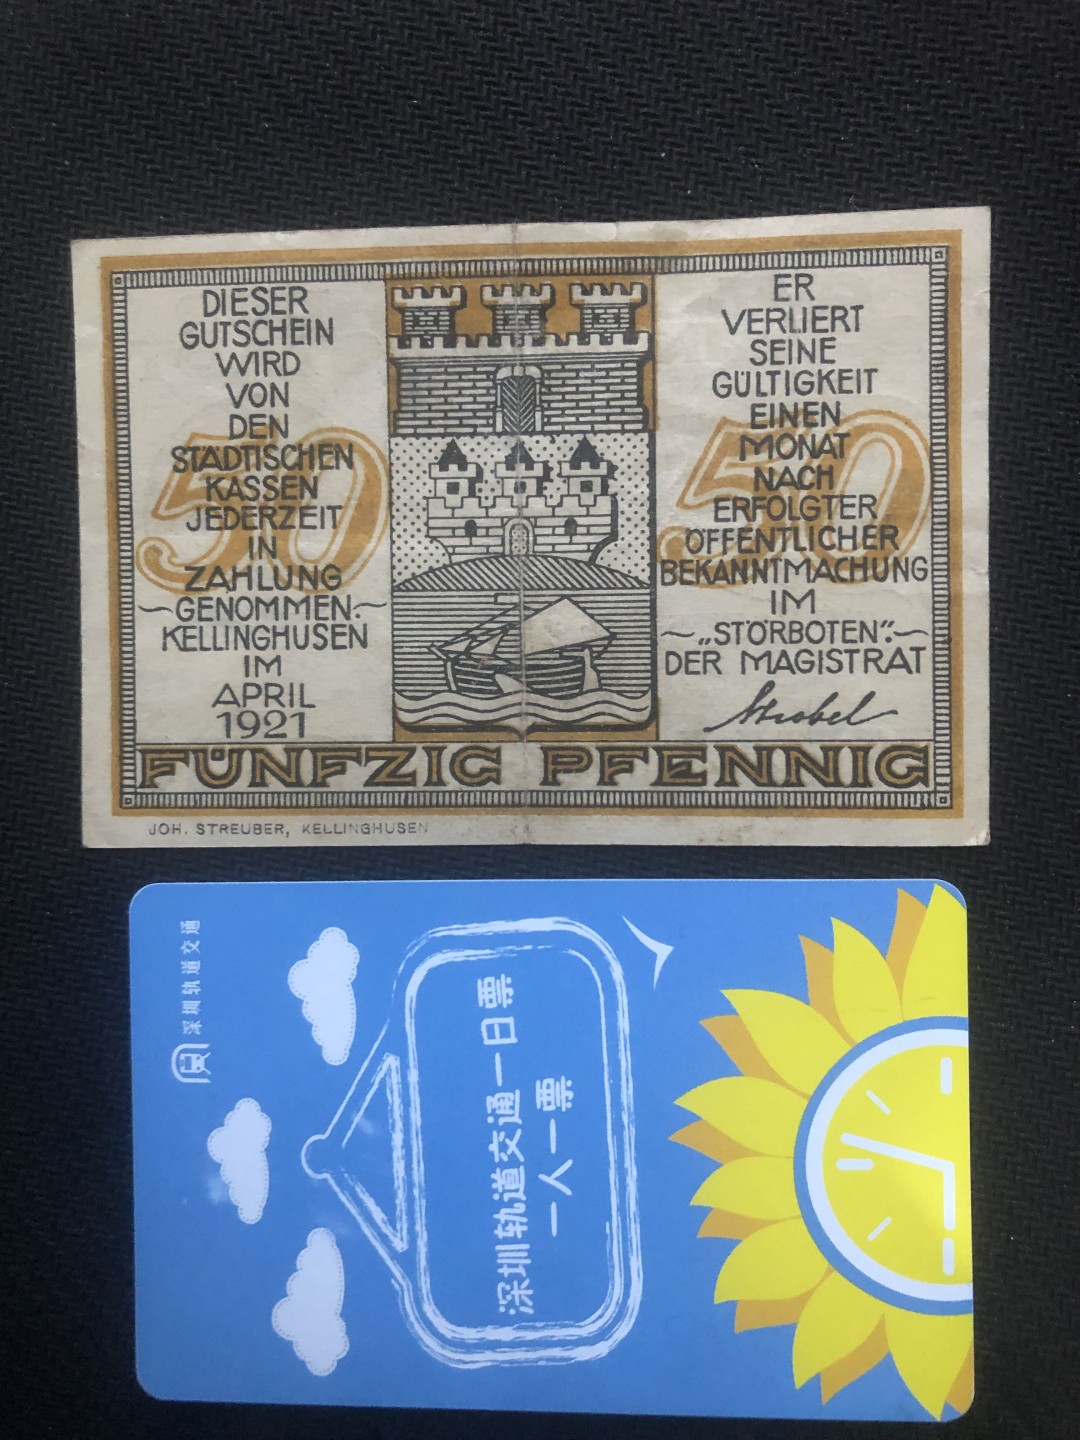 DIESER
GUTSCHEIN
WIRD
VON
DEN
STÄDTISCHEN
KASSEN
JEDERZEIT
IN
ZAHLUNG
~GENOMMEN.~
KELLINGHUSEN
IM
APRIL
1921
50
ER
VERLIERT
SEINE
GÜLTIGKEIT
EINEN
MONAT
NACH
ERFOLGTER
ÖFFENTLICHER
BEKANNTMACHUNG
IM
~„STÖRBOTEN”.~
DER MAGISTRAT
Strobel
50
FÜNFZIG PFENNIG
JOH. STREUBER, KELLINGHUSEN
深圳轨道交通
深圳轨道交通一日票
一人一票